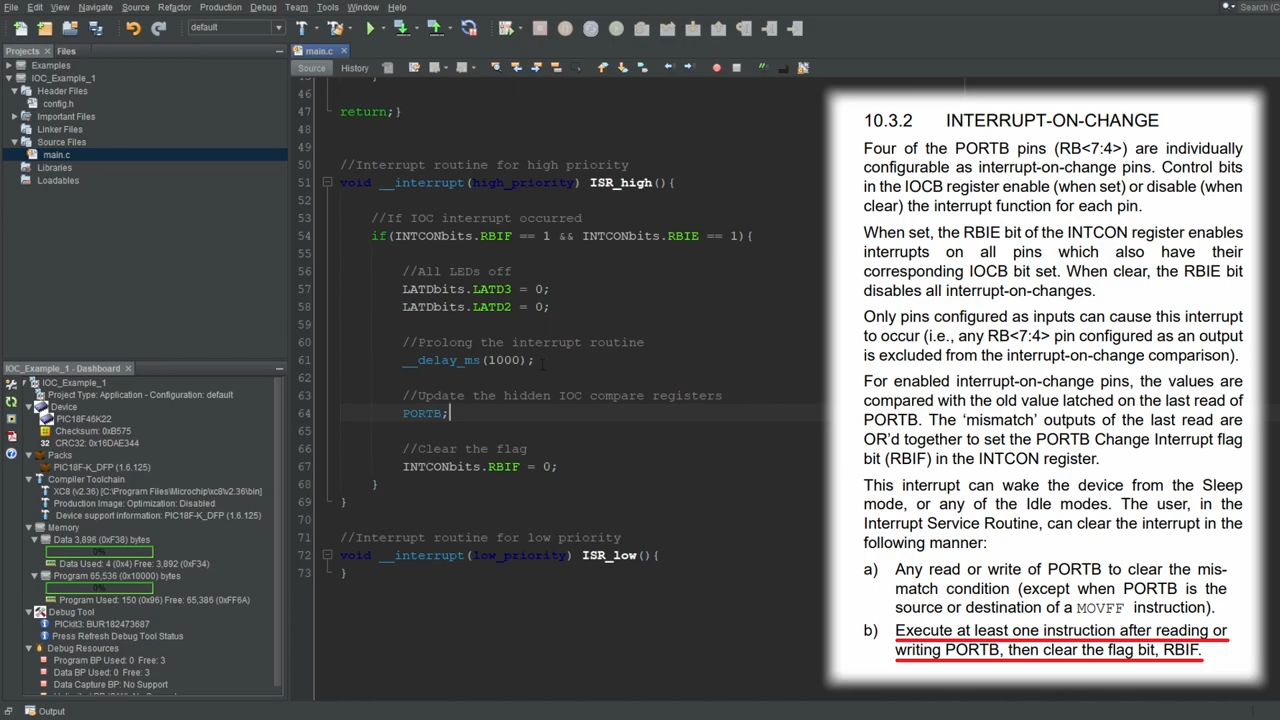 File Edit View Navigate Source Refactor Production Debug Team Tools Window Help
Search (C
default
Projects Files
main.c
Source History
Examples
IOC_Example_1
Header Files
config.h
Important Files
Linker Files
Source Files
main.c
Libraries
Loadables
46
47 return;}
48
49
50 //Interrupt routine for high priority
51 void __interrupt(high_priority) ISR_high(){
52
53 //If IOC interrupt occurred
54 if(INTCONbits.RBIF == 1 && INTCONbits.RBIE == 1){
55
56 //All LEDs off
57 LATDbits.LATD3 = 0;
58 LATDbits.LATD2 = 0;
59
60 //Prolong the interrupt routine
61 __delay_ms(1000);
62
63 //Update the hidden IOC compare registers
64 PORTB;
65
66 //Clear the flag
67 INTCONbits.RBIF = 0;
68 }
69 }
70
71 //Interrupt routine for low priority
72 void __interrupt(low_priority) ISR_low(){
73 }
10.3.2 INTERRUPT-ON-CHANGE
Four of the PORTB pins (RB<7:4>) are individually
configurable as interrupt-on-change pins. Control bits
in the IOCB register enable (when set) or disable (when
clear) the interrupt function for each pin.
When set, the RBIE bit of the INTCON register enables
interrupts on all pins which also have their
corresponding IOCB bit set. When clear, the RBIE bit
disables all interrupt-on-changes.
Only pins configured as inputs can cause this interrupt
to occur (i.e., any RB<7:4> pin configured as an output
is excluded from the interrupt-on-change comparison).
For enabled interrupt-on-change pins, the values are
compared with the old value latched on the last read of
PORTB. The ‘mismatch’ outputs of the last read are
OR’d together to set the PORTB Change Interrupt flag
bit (RBIF) in the INTCON register.
This interrupt can wake the device from the Sleep
mode, or any of the Idle modes. The user, in the
Interrupt Service Routine, can clear the interrupt in the
following manner:
a) Any read or write of PORTB to clear the mis-
match condition (except when PORTB is the
source or destination of a MOVFF instruction).
b) Execute at least one instruction after reading or
writing PORTB, then clear the flag bit, RBIF.
IOC_Example_1 - Dashboard
IOC_Example_1
Project Type: Application - Configuration: default
Device
PIC18F46K22
Checksum: 0xB575
CRC32: 0x16DAE344
Packs
PIC18F-K_DFP (1.6.125)
Compiler Toolchain
XC8 (v2.36) [C:\Program Files\Microchip\xc8\v2.36\bin]
Production Image: Optimization: Disabled
Device support information: PIC18F-K_DFP (1.6.125)
Memory
Data 3,896 (0xF38) bytes
0%
Data Used: 4 (0x4) Free: 3,892 (0xF34)
Program 65,536 (0x10000) bytes
0%
Program Used: 150 (0x96) Free: 65,386 (0xFF6A)
Debug Tool
PICkit3: BUR182473687
Press Refresh Debug Tool Status
Debug Resources
Program BP Used: 0 Free: 3
Data BP Used: 0 Free: 3
Data Capture BP: No Support
Output